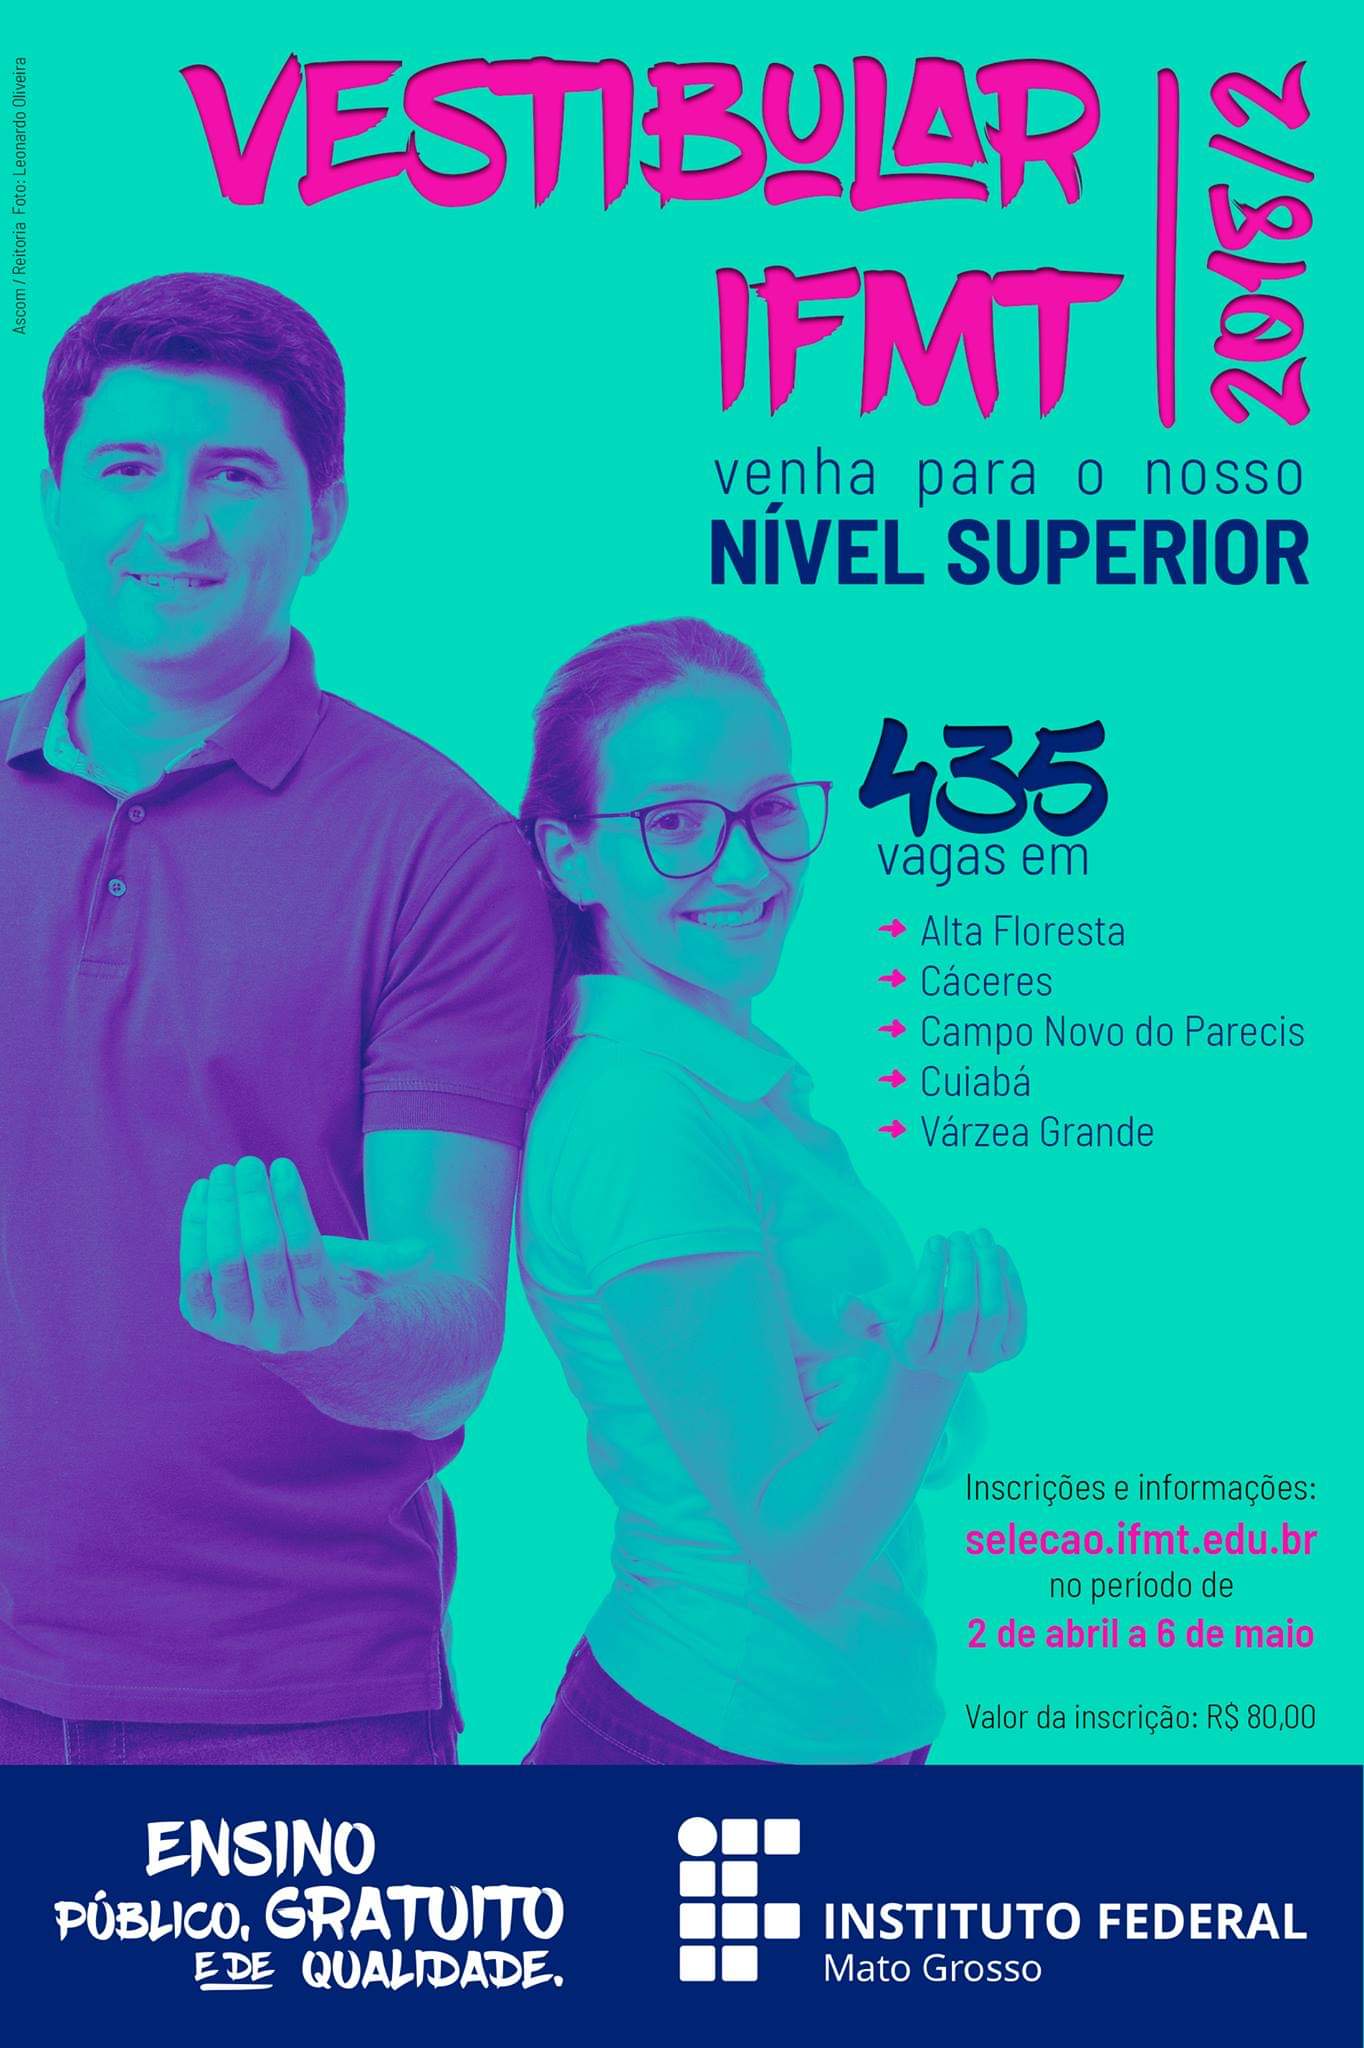 Ascom / Reitoria Foto: Leonardo Oliveira
VESTIBULAR
IFMT
2018/2
venha para o nosso
NÍVEL SUPERIOR
435
vagas em
Alta Floresta
Cáceres
Campo Novo do Parecis
Cuiabá
Várzea Grande
Inscrições e informações:
selecao.ifmt.edu.br
no período de
2 de abril a 6 de maio
Valor da inscrição: R$ 80,00
ENSINO
PÚBLICO, GRATUITO
E DE QUALIDADE.
INSTITUTO FEDERAL
Mato Grosso